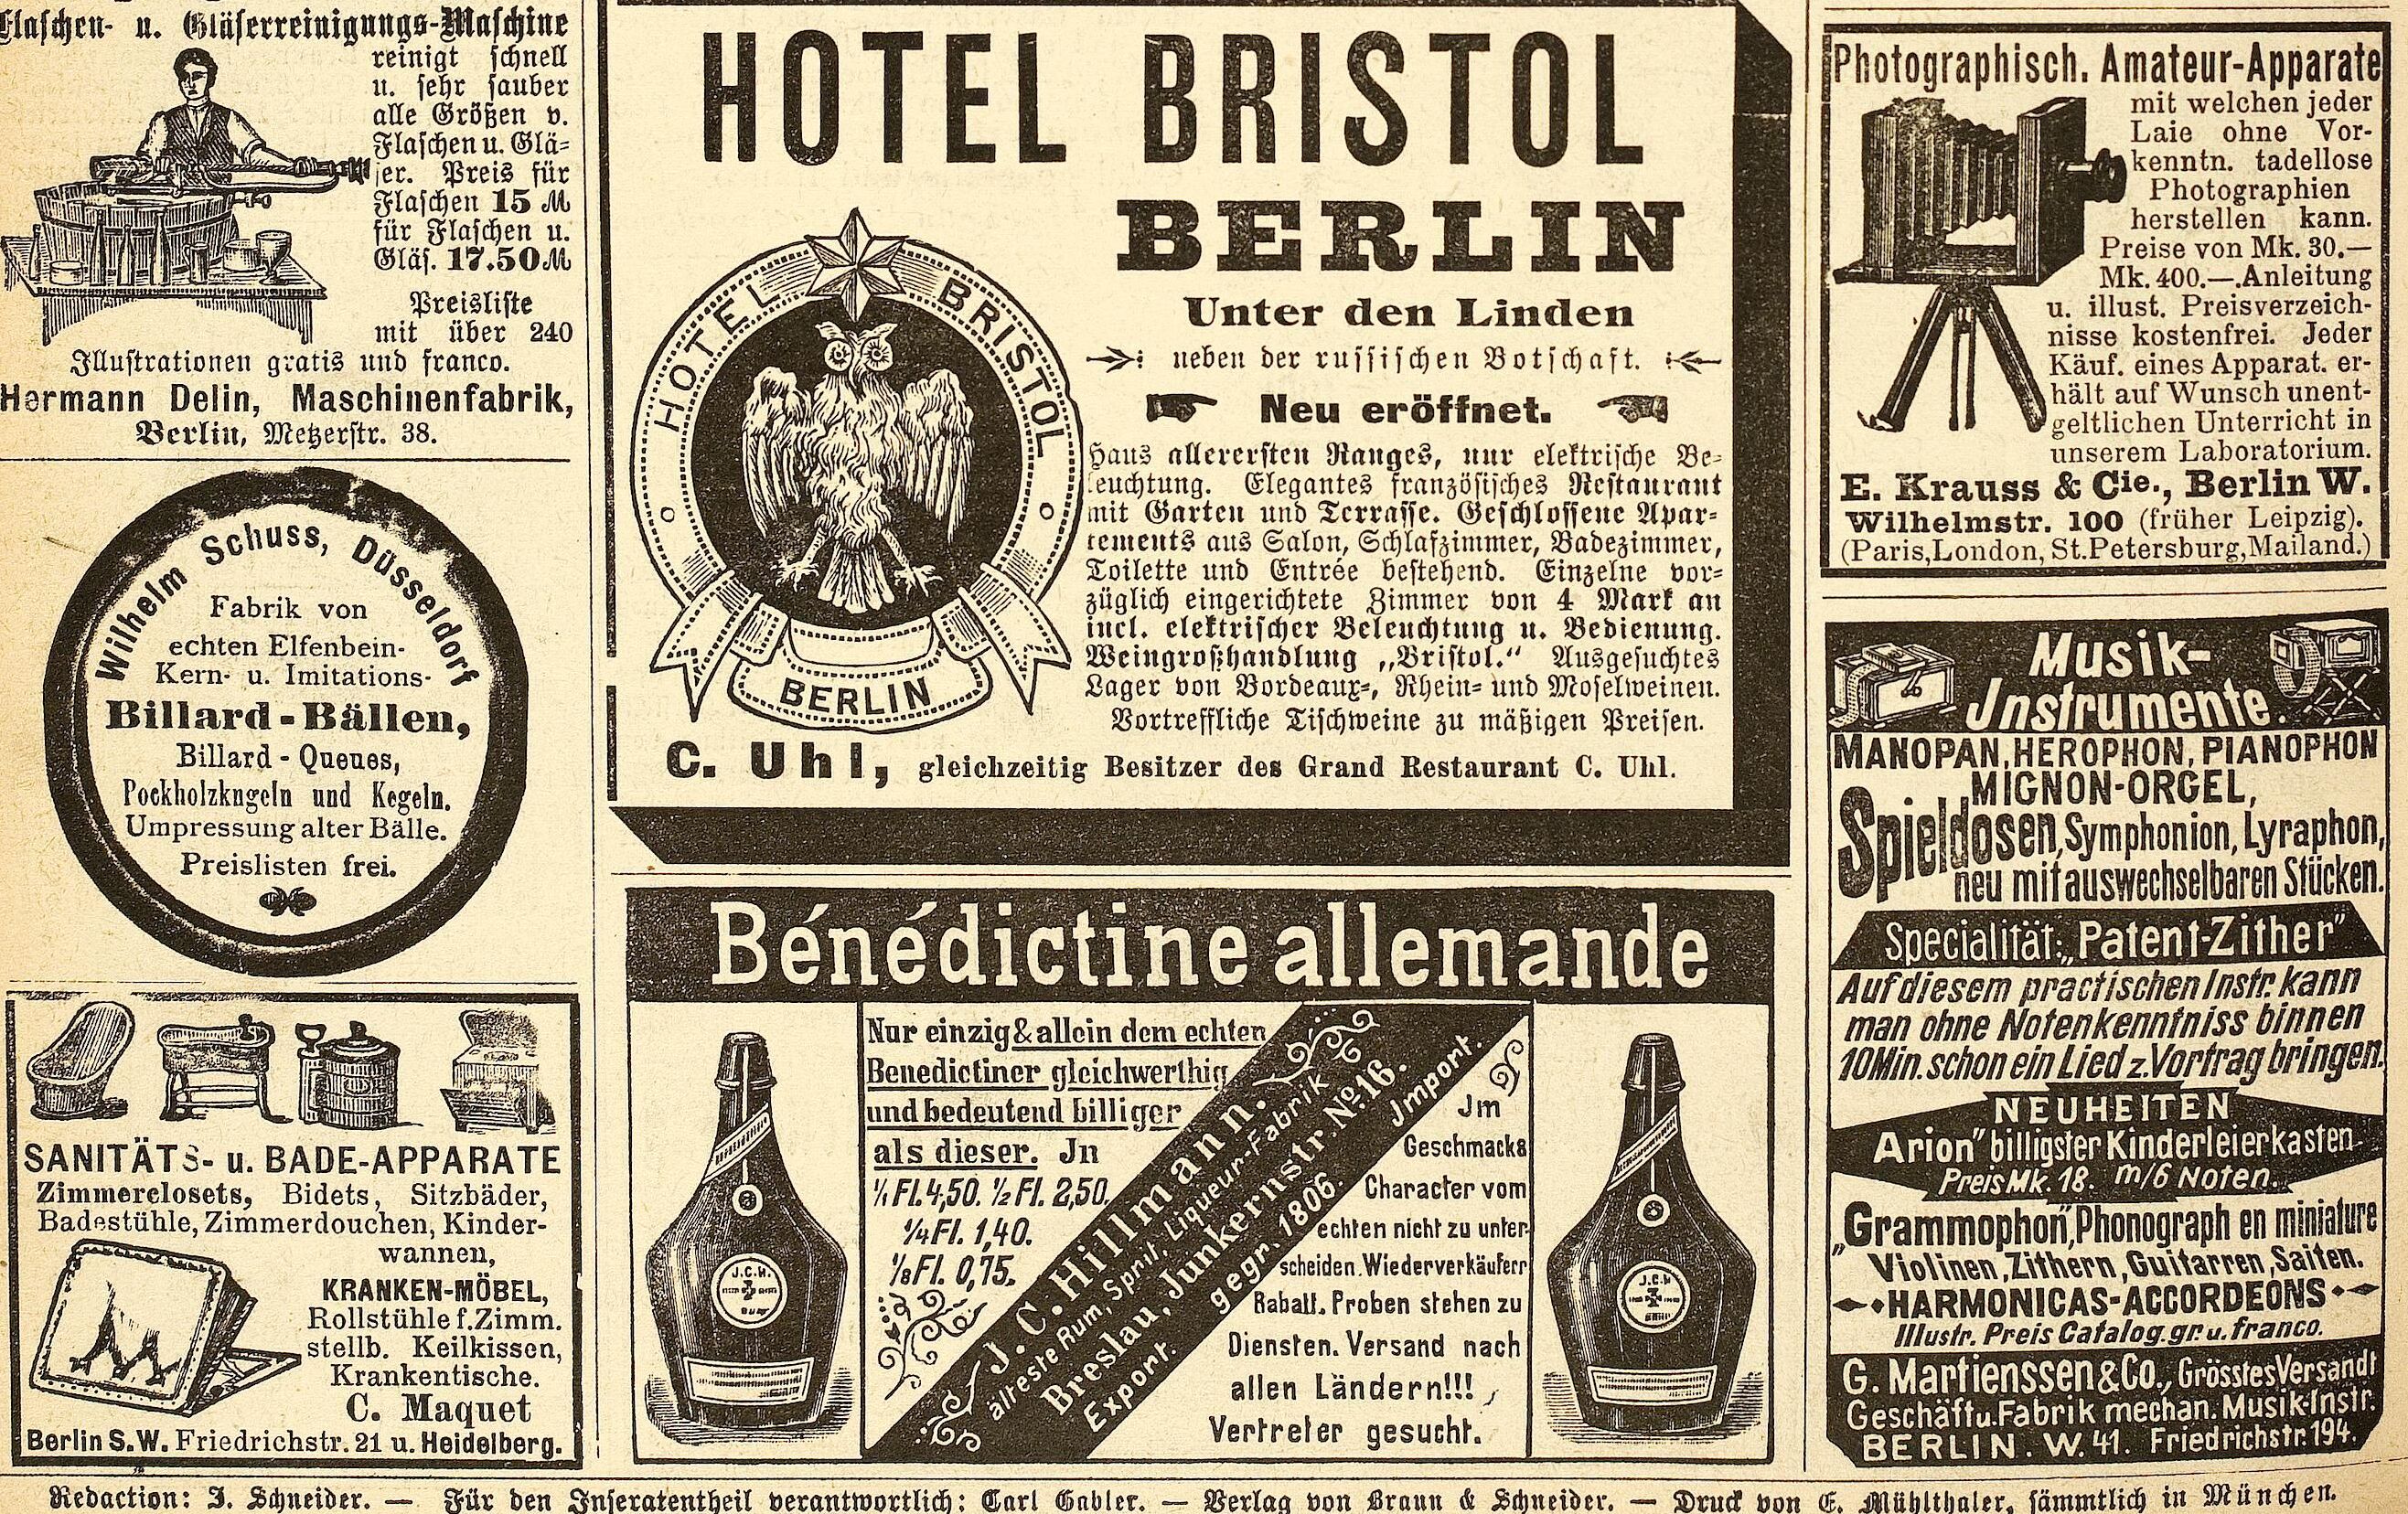 Flaschen- u. Gläserreinigungs-Maschine
reinigt schnell
u. sehr sauber
alle Größen v.
Flaschen u. Glä=
ser. Preis für
Flaschen 15 M
für Flaschen u.
Gläs. 17.50 M
Preisliste
mit über 240
Illustrationen gratis und franco.
Hermann Delin, Maschinenfabrik,
Berlin, Metzerstr. 38.
Wilhelm Schuss, Düsseldorf
Fabrik von
echten Elfenbein-
Kern- u. Imitations-
Billard-Bällen,
Billard-Queues,
Pockholzkugeln und Kegeln.
Umpressung alter Bälle.
Preislisten frei.
SANITÄTS- u. BADE-APPARATE
Zimmerclosets, Bidets, Sitzbäder,
Badestühle, Zimmerdouchen, Kinder-
wannen,
KRANKEN-MÖBEL,
Rollstühle f. Zimm.
stellb. Keilkissen,
Krankentische.
C. Maquet
Berlin S.W. Friedrichstr. 21 u. Heidelberg.
HOTEL BRISTOL
BERLIN
Unter den Linden
neben der russischen Botschaft.
Neu eröffnet.
HOTEL BRISTOL
BERLIN
Haus allerersten Ranges, nur elektrische Be=
leuchtung. Elegantes französisches Restaurant
mit Garten und Terrasse. Geschlossene Apar=
tements aus Salon, Schlafzimmer, Badezimmer,
Toilette und Entrée bestehend. Einzelne vor=
züglich eingerichtete Zimmer von 4 Mark an
incl. elektrischer Beleuchtung u. Bedienung.
Weingroßhandlung „Bristol.“ Ausgesuchtes
Lager von Bordeaux=, Rhein= und Moselweinen.
Vortreffliche Tischweine zu mäßigen Preisen.
C. Uhl, gleichzeitig Besitzer des Grand Restaurant C. Uhl.
Bénédictine allemande
Nur einzig & allein dem echten
Benedictiner gleichwerthig
und bedeutend billiger
als dieser. Jn
1/1 Fl. 4,50. 1/2 Fl. 2,50.
1/4 Fl. 1,40.
1/8 Fl. 0,75.
J. C. Hillmann.
älteste Rum, Sprit, Liqueur-Fabrik
Breslau, Junkernstr. No. 16.
gegr. 1806.
Export.
Jmport.
Jm
Geschmacks
Character vom
echten nicht zu unter-
scheiden. Wiederverkäufern
Rabatt. Proben stehen zu
Diensten. Versand nach
allen Ländern!!!
Vertreter gesucht.
J.C.H.
J.C.H
Photographisch. Amateur-Apparate
mit welchen jeder
Laie ohne Vor-
kenntn. tadellose
Photographien
herstellen kann.
Preise von Mk. 30.—
Mk. 400.—. Anleitung
u. illust. Preisverzeich-
nisse kostenfrei. Jeder
Käuf. eines Apparat. er-
hält auf Wunsch unent-
geltlichen Unterricht in
unserem Laboratorium.
E. Krauss & Cie., Berlin W.
Wilhelmstr. 100 (früher Leipzig).
(Paris, London, St. Petersburg, Mailand.)
Musik-
Jnstrumente.
MANOPAN, HEROPHON, PIANOPHON
MIGNON-ORGEL,
Spieldosen, Symphonion, Lyraphon,
neu mit auswechselbaren Stücken.
Specialität: „Patent-Zither“
Auf diesem practischen Instr. kann
man ohne Notenkenntniss binnen
10 Min. schon ein Lied z. Vortrag bringen.
NEUHEITEN
Arion“ billigster Kinderleierkasten
Preis Mk. 18. m/6 Noten.
„Grammophon“, Phonograph en miniature
Violinen, Zithern, Guitarren, Saiten.
HARMONICAS-ACCORDEONS
Illustr. Preis Catalog. gr. u. franco.
G. Martienssen & Co., Grösstes Versandt
Geschäft u. Fabrik mechan. Musik-Instr.
BERLIN. W. 41. Friedrichstr. 194.
Redaction: J. Schneider. — Für den Inseratentheil verantwortlich: Carl Gabler. — Verlag von Braun & Schneider. — Druck von E. Mühlthaler, sämmtlich in München.